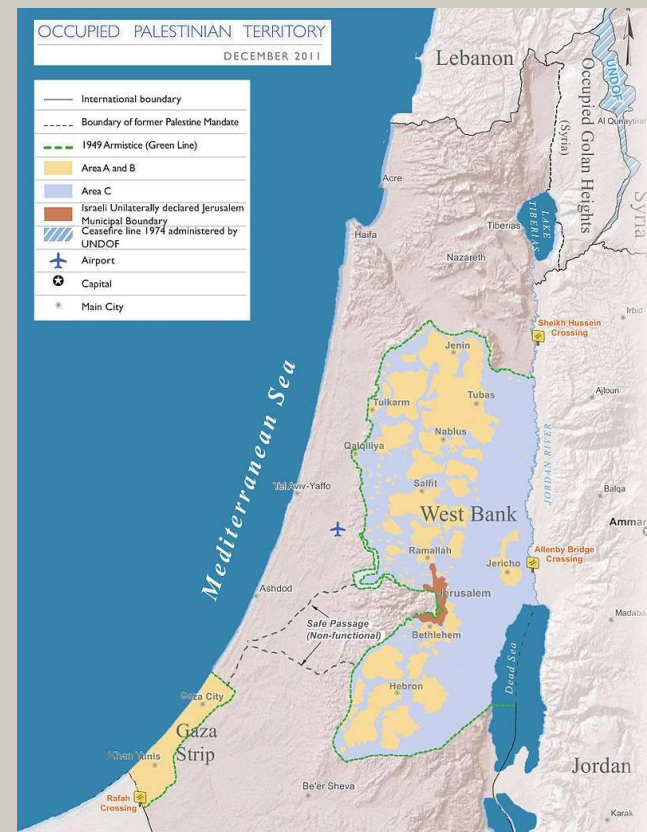 OCCUPIED PALESTINIAN TERRITORY
DECEMBER 2011
International boundary
Boundary of former Palestine Mandate
1949 Armistice (Green Line)
Area A and B
Area C
Israeli Unilaterally declared Jerusalem
Municipal Boundary
Ceasefire line 1974 administered by
UNDOF
Airport
Capital
Main City
N
Lebanon
Occupied Golan Heights
(Syria)
UNDOF
Al Qunaytirah
Syria
Acre
Haifa
Tiberias
LAKE
TIBERIAS
Nazareth
Irbid
Sheikh Hussein
Crossing
Jenin
Ajloun
Tubas
Tulkarm
Nablus
Qalqiliya
JORDAN RIVER
Mediterranean Sea
Tel Aviv-Yaffo
Salfit
Balqa
West Bank
Amman
Ramallah
Allenby Bridge
Crossing
Jericho
Ashdod
Jerusalem
Madaba
Safe Passage
(Non-functional)
Bethlehem
Dead Sea
Hebron
Gaza City
Gaza
Strip
Khan Yunis
Jordan
Be'er Sheva
Rafah
Crossing
Karak